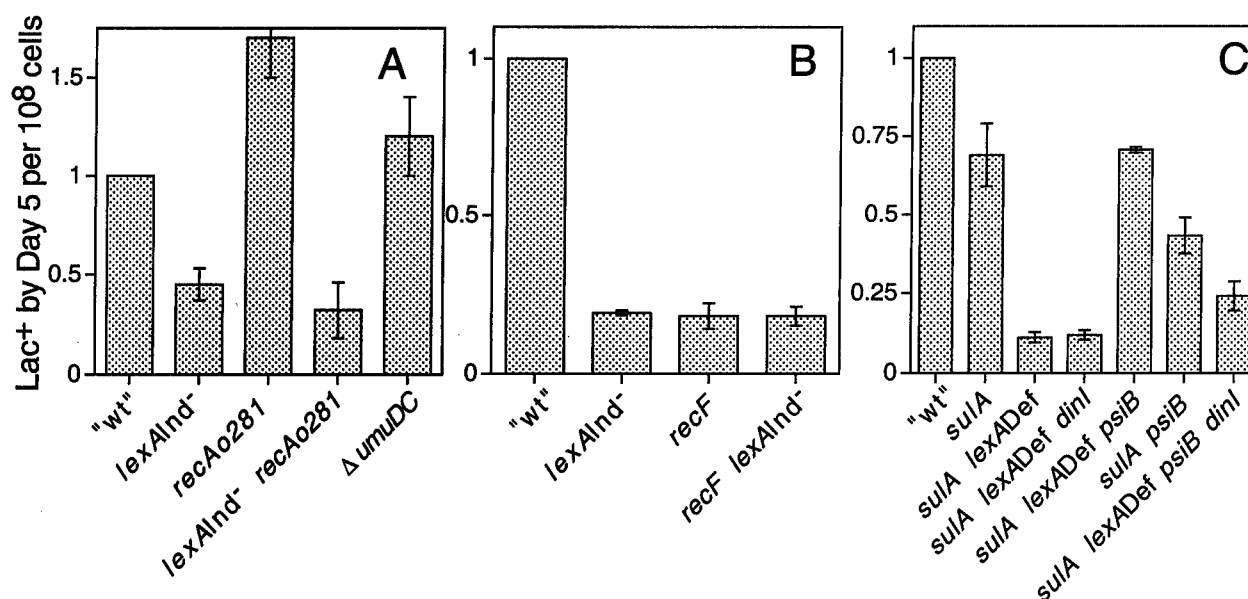 Lac+ by Day 5 per 10⁸ cells
A
1.5
1
0.5
0
"wt"
lexAInd⁻
recAo281
lexAInd⁻ recAo281
ΔumuDC
B
1
0.5
0
"wt"
lexAInd⁻
recF
recF lexAInd⁻
C
1
0.75
0.5
0.25
0
"wt"
sulA
sulA lexADef
sulA lexADef dinI
sulA lexADef psiB
sulA psiB
sulA lexADef psiB dinI